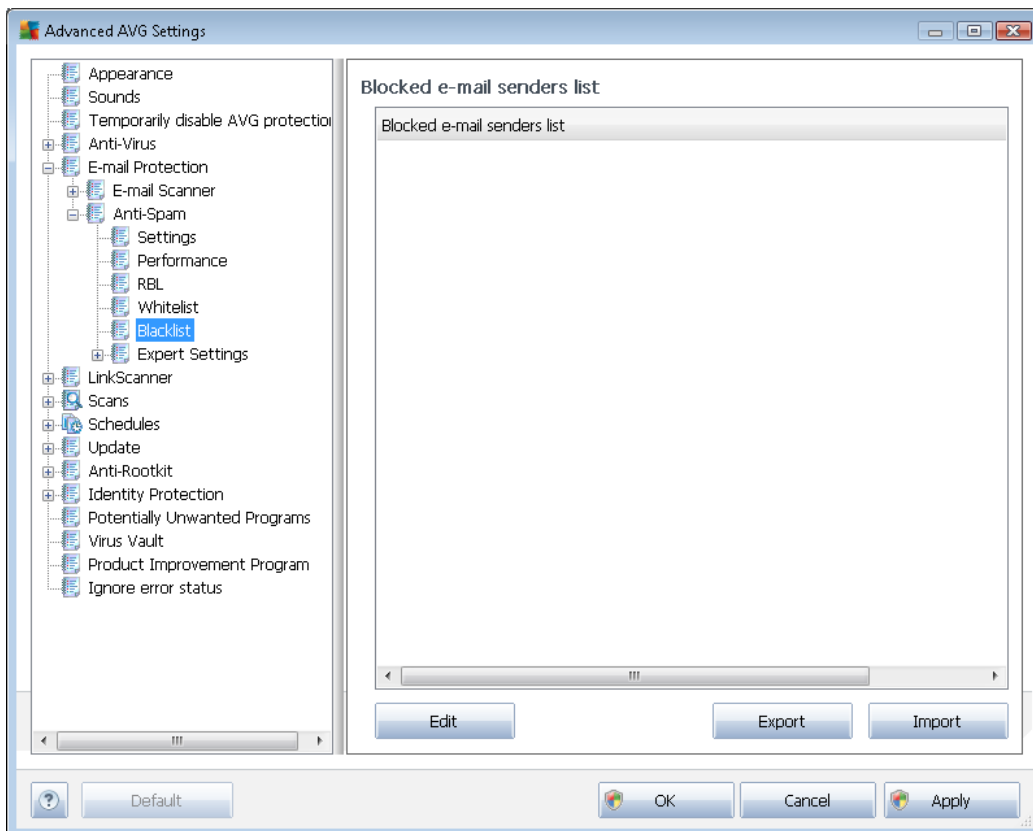 Advanced AVG Settings
Appearance
Sounds
Temporarily disable AVG protection
Anti-Virus
E-mail Protection
E-mail Scanner
Anti-Spam
Settings
Performance
RBL
Whitelist
Blacklist
Expert Settings
LinkScanner
Scans
Schedules
Update
Anti-Rootkit
Identity Protection
Potentially Unwanted Programs
Virus Vault
Product Improvement Program
Ignore error status
Blocked e-mail senders list
Blocked e-mail senders list
Edit
Export
Import
?
Default
OK
Cancel
Apply